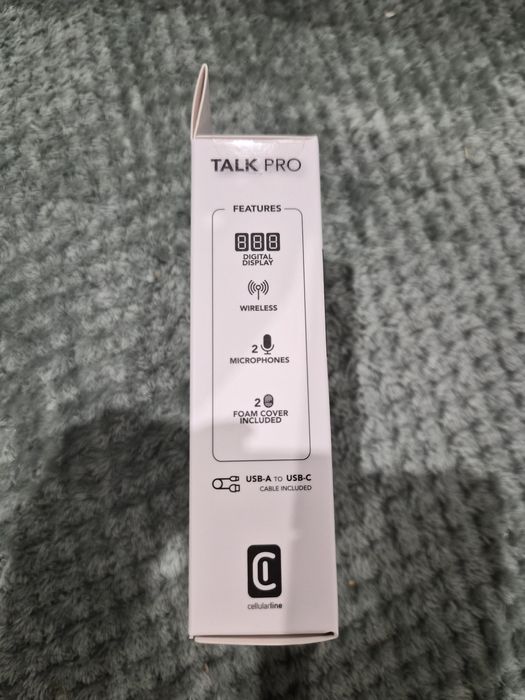 TALK PRO
FEATURES
888
DIGITAL
DISPLAY
WIRELESS
2
MICROPHONES
2
FOAM COVER
INCLUDED
USB-A TO USB-C
CABLE INCLUDED
cellularline